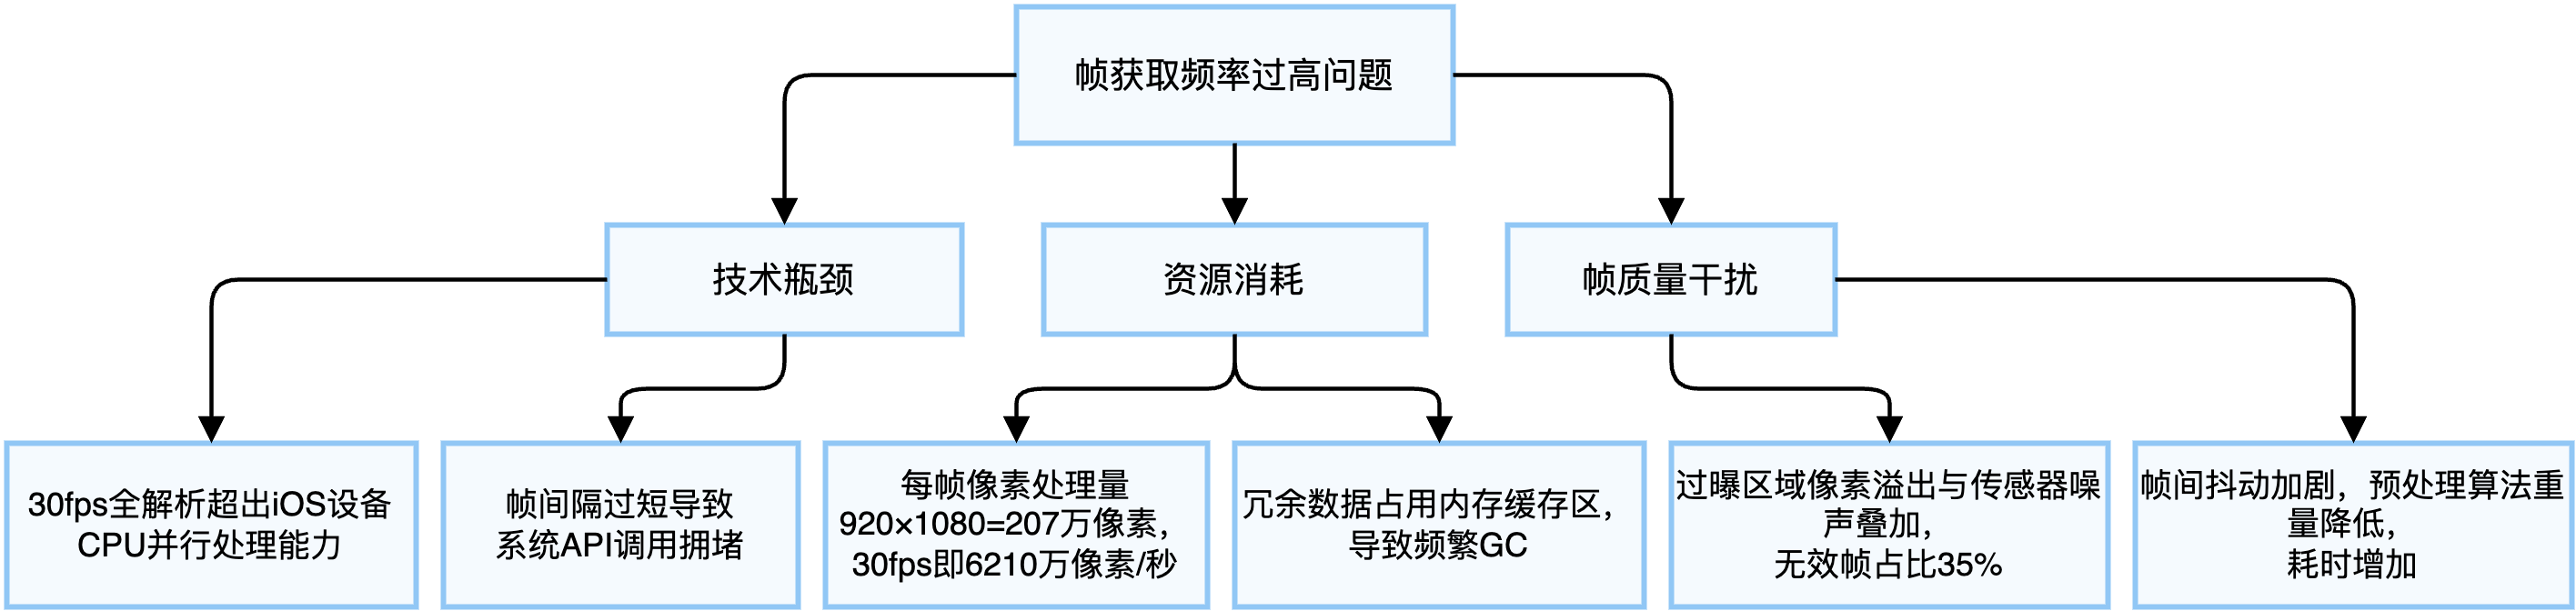 帧获取频率过高问题
技术瓶颈
资源消耗
帧质量干扰
30fps全解析超出iOS设备
CPU并行处理能力
帧间隔过短导致
系统API调用拥堵
每帧像素处理量
920×1080=207万像素，
30fps即6210万像素/秒
冗余数据占用内存缓存区，
导致频繁GC
过曝区域像素溢出与传感器噪
声叠加，
无效帧占比35%
帧间抖动加剧，预处理算法重
量降低，
耗时增加